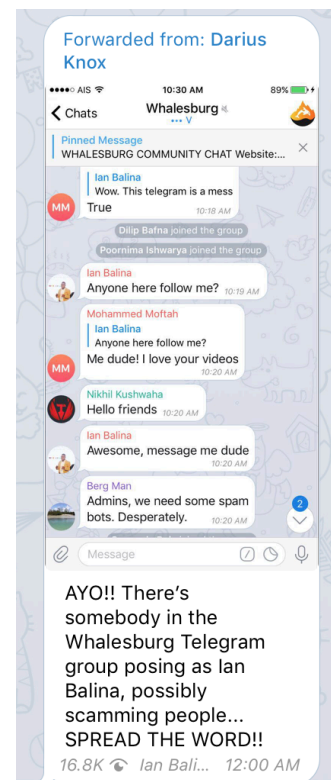 Forwarded from: Darius
Knox
AIS 10:30 AM 89%
Chats Whalesburg
••• V
Pinned Message
WHALESBURG COMMUNITY CHAT Website:...
Ian Balina
Wow. This telegram is a mess
MM True 10:18 AM
Dilip Bafna joined the group
Poornima Ishwarya joined the group
Ian Balina
Anyone here follow me? 10:19 AM
Mohammed Moftah
Ian Balina
Anyone here follow me?
MM Me dude! I love your videos
10:20 AM
Nikhil Kushwaha
Hello friends 10:20 AM
Ian Balina
Awesome, message me dude
10:20 AM
Berg Man
Admins, we need some spam
bots. Desperately. 10:20 AM
2
Message
AYO!! There's
somebody in the
Whalesburg Telegram
group posing as Ian
Balina, possibly
scamming people...
SPREAD THE WORD!!
16.8K Ian Bali... 12:00 AM